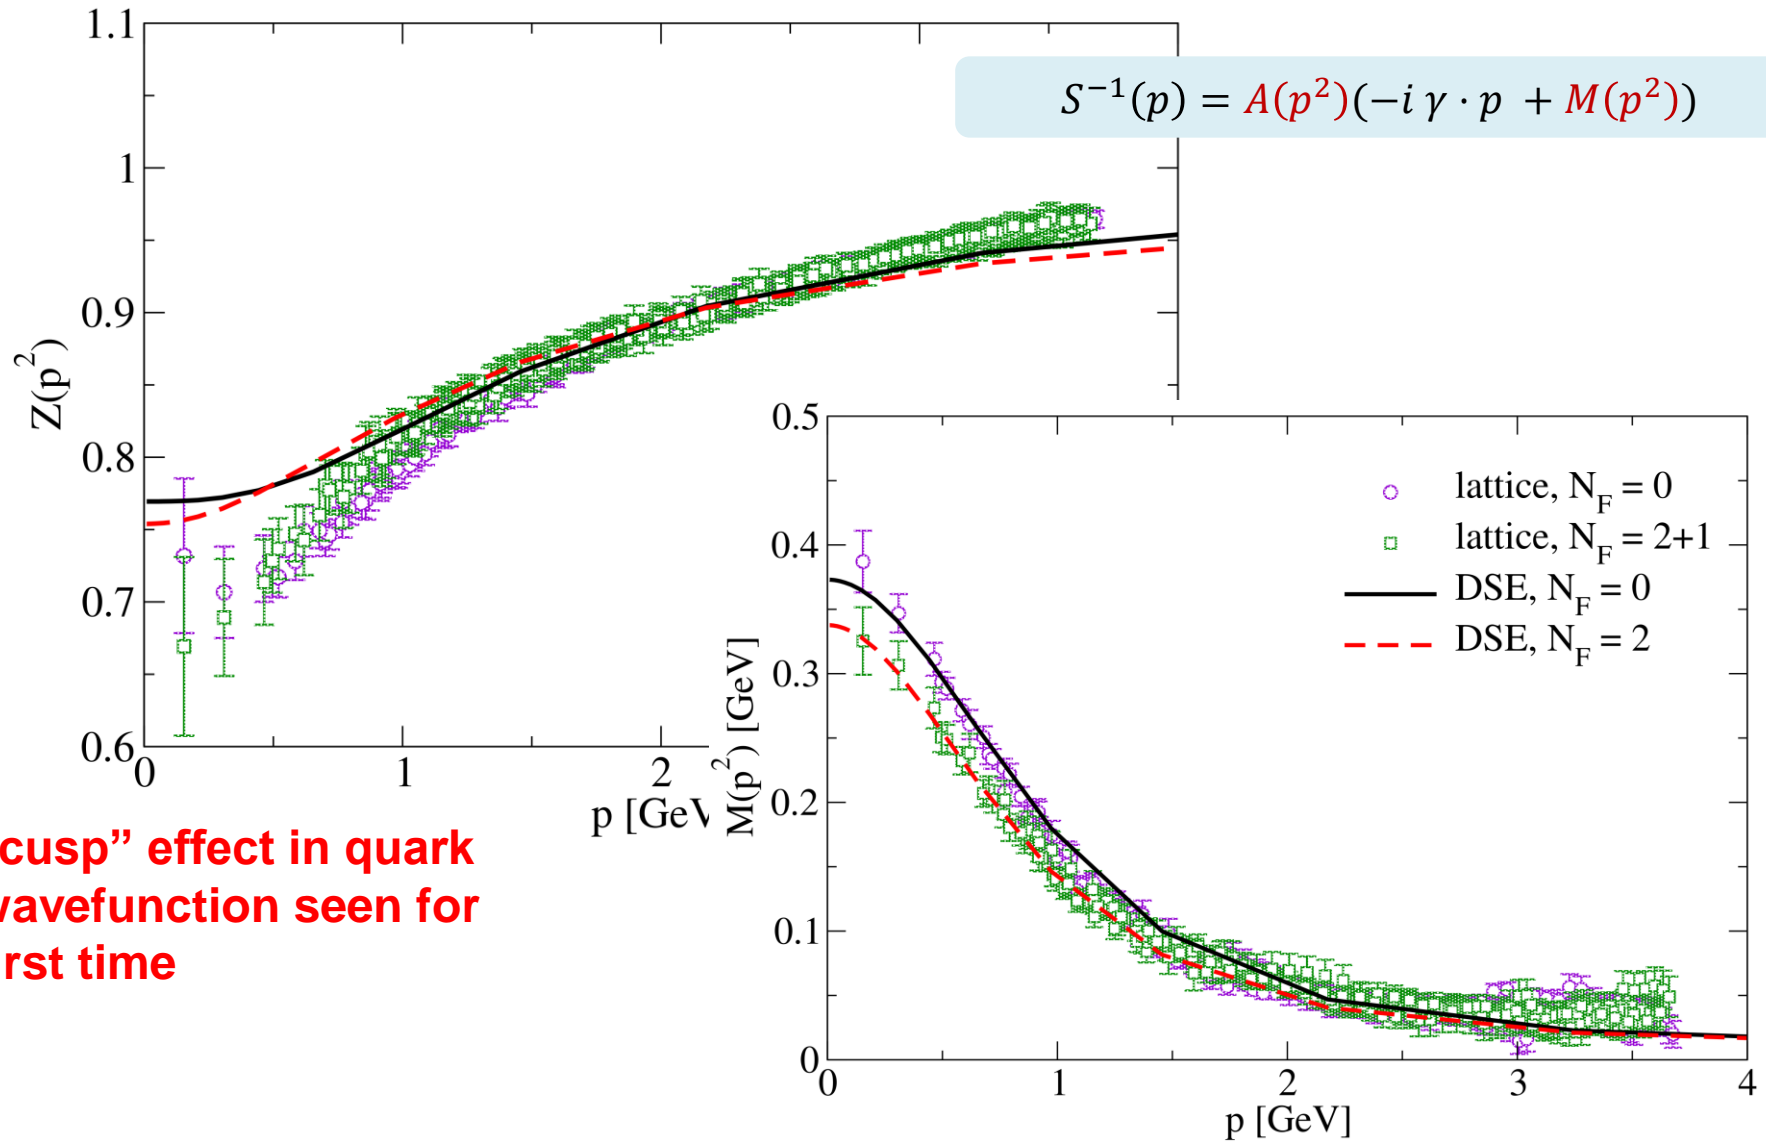 1.1
1
0.9
0.8
0.7
0.6
Z(p²)
0 1 2
p [GeV
S⁻¹(p) = A(p²)(−i γ · p + M(p²))
cusp” effect in quark
wavefunction seen for
rst time
0.5
0.4
0.3
0.2
0.1
0
M(p²) [GeV]
lattice, N_F = 0
lattice, N_F = 2+1
DSE, N_F = 0
DSE, N_F = 2
0 1 2 3 4
p [GeV]